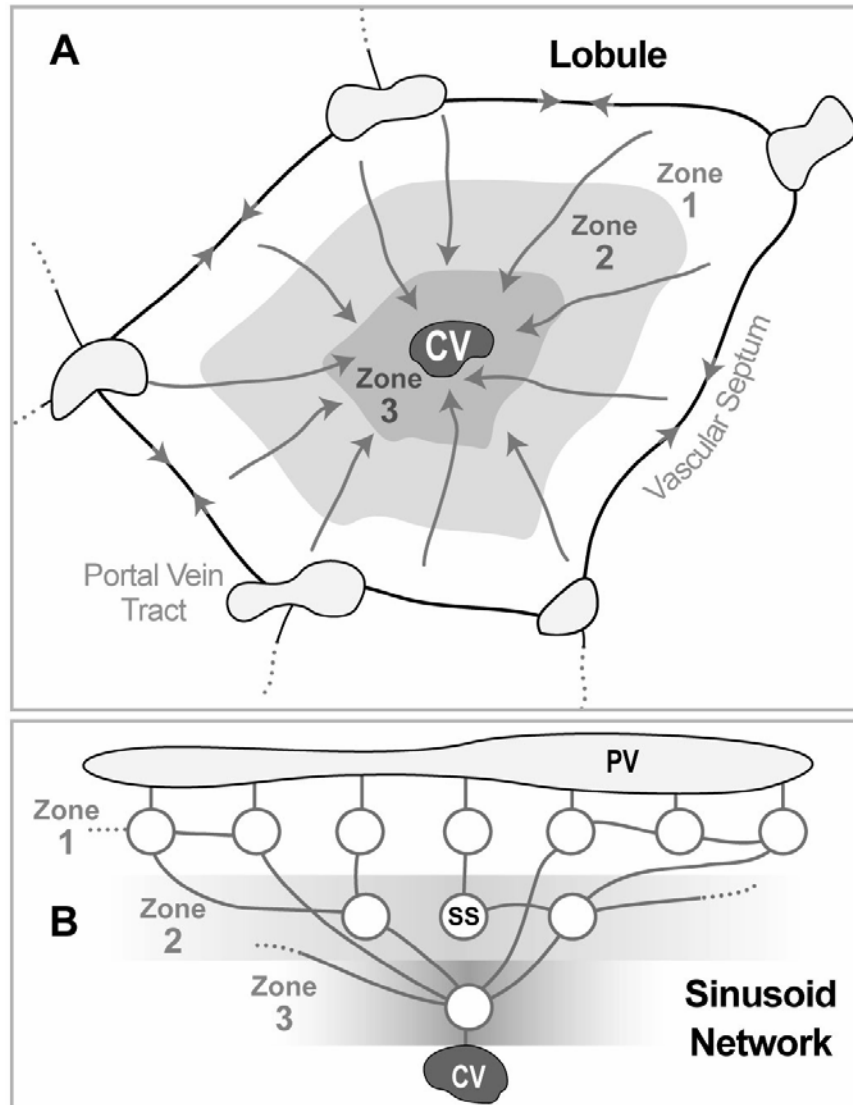 A
Lobule
Zone
1
Zone
2
CV
Zone
3
Vascular Septum
Portal Vein
Tract
PV
Zone
1
B
Zone
2
SS
Zone
3
Sinusoid
Network
CV